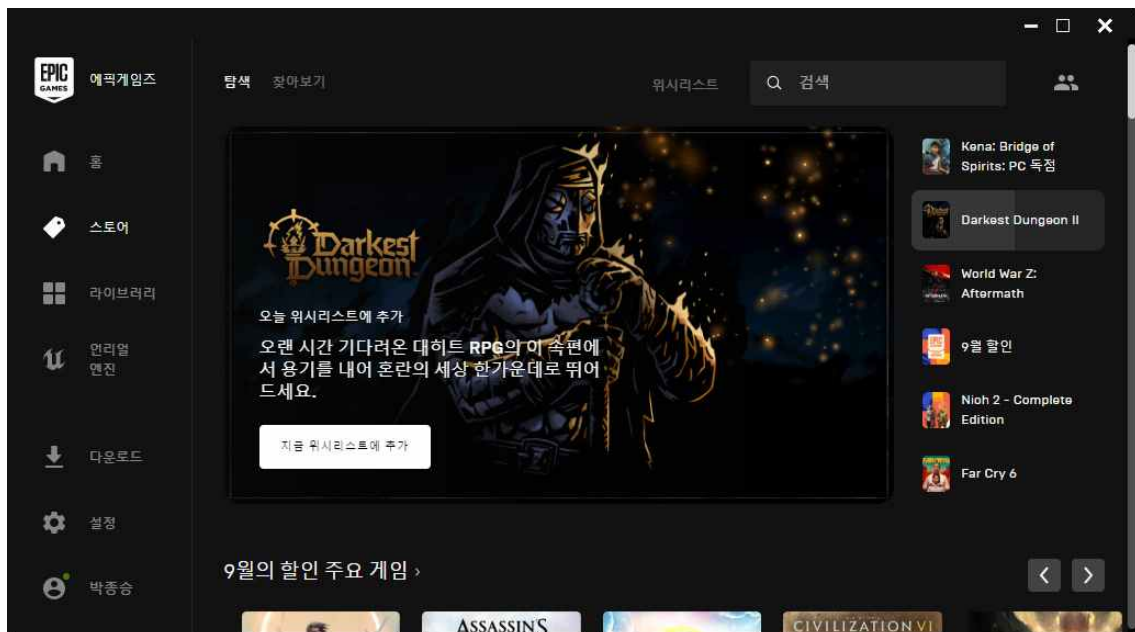 EPIC
GAMES
에픽게임즈
홈
스토어
라이브러리
언리얼
엔진
다운로드
설정
박종승
탐색
찾아보기
위시리스트
검색
Darkest
Dungeon
오늘 위시리스트에 추가
오랜 시간 기다려온 대히트 RPG의 이 속편에
서 용기를 내어 혼란의 세상 한가운데로 뛰어
드세요.
지금 위시리스트에 추가
Kena: Bridge of
Spirits: PC 독점
Darkest Dungeon II
World War Z:
Aftermath
9월 할인
Nioh 2 - Complete
Edition
Far Cry 6
9월의 할인 주요 게임 ›
ASSASSIN'S
CIVILIZATION VI